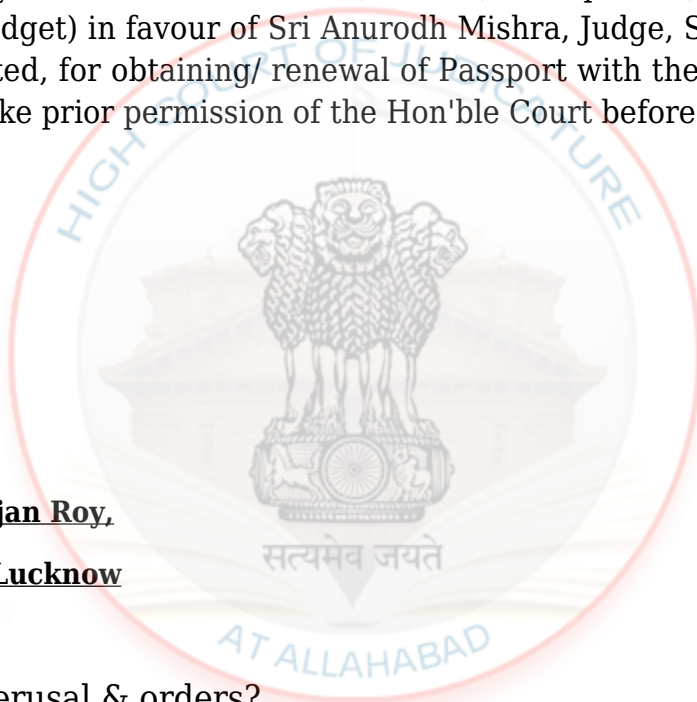 dget) in favour of Sri Anurodh Mishra, Judge, S
ted, for obtaining/ renewal of Passport with the
ke prior permission of the Hon'ble Court before
HIGH COURT OF JUDICATURE
jan Roy,
Lucknow
सत्यमेव जयते
AT ALLAHABAD
erusal & orders?